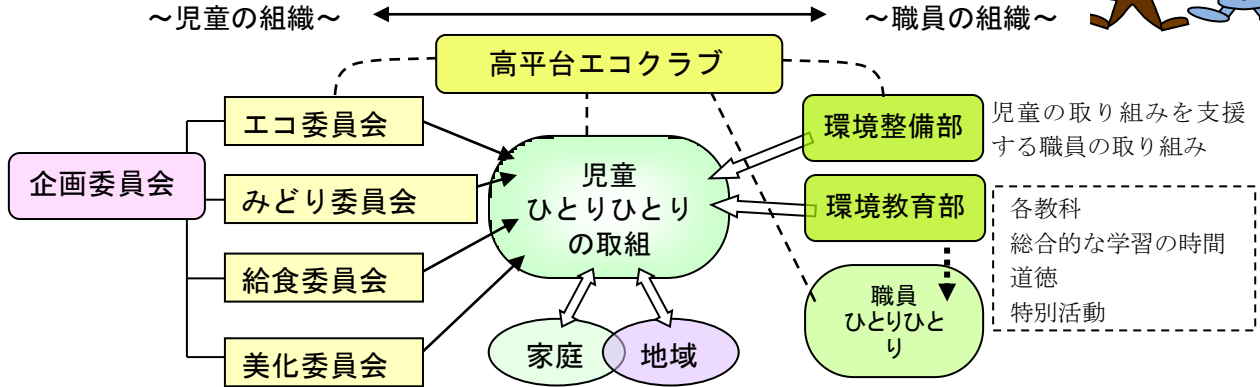 ～児童の組織～
～職員の組織～
高平台エコクラブ
エコ委員会
環境整備部
児童の取り組みを支援
する職員の取り組み
企画委員会
みどり委員会
児童
ひとりひとり
の取組
環境教育部
各教科
総合的な学習の時間
道徳
特別活動
給食委員会
職員
ひとりひと
り
美化委員会
家庭
地域